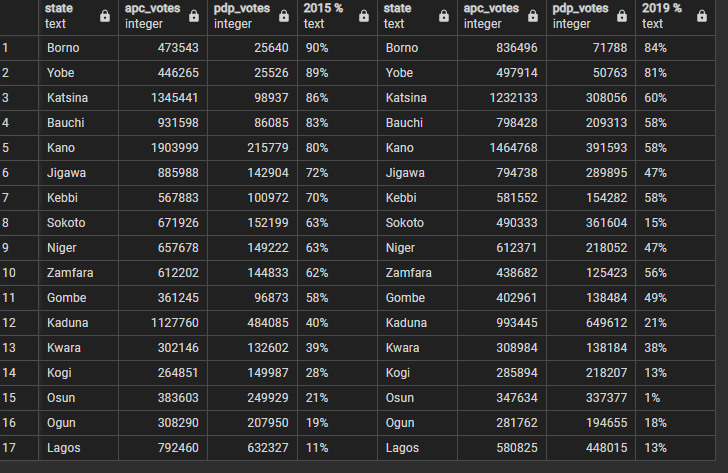 state apc_votes pdp_votes 2015 % state apc_votes pdp_votes 2019 %
text integer integer text text integer integer text
1 Borno 473543 25640 90% Borno 836496 71788 84%
2 Yobe 446265 25526 89% Yobe 497914 50763 81%
3 Katsina 1345441 98937 86% Katsina 1232133 308056 60%
4 Bauchi 931598 86085 83% Bauchi 798428 209313 58%
5 Kano 1903999 215779 80% Kano 1464768 391593 58%
6 Jigawa 885988 142904 72% Jigawa 794738 289895 47%
7 Kebbi 567883 100972 70% Kebbi 581552 154282 58%
8 Sokoto 671926 152199 63% Sokoto 490333 361604 15%
9 Niger 657678 149222 63% Niger 612371 218052 47%
10 Zamfara 612202 144833 62% Zamfara 438682 125423 56%
11 Gombe 361245 96873 58% Gombe 402961 138484 49%
12 Kaduna 1127760 484085 40% Kaduna 993445 649612 21%
13 Kwara 302146 132602 39% Kwara 308984 138184 38%
14 Kogi 264851 149987 28% Kogi 285894 218207 13%
15 Osun 383603 249929 21% Osun 347634 337377 1%
16 Ogun 308290 207950 19% Ogun 281762 194655 18%
17 Lagos 792460 632327 11% Lagos 580825 448015 13%